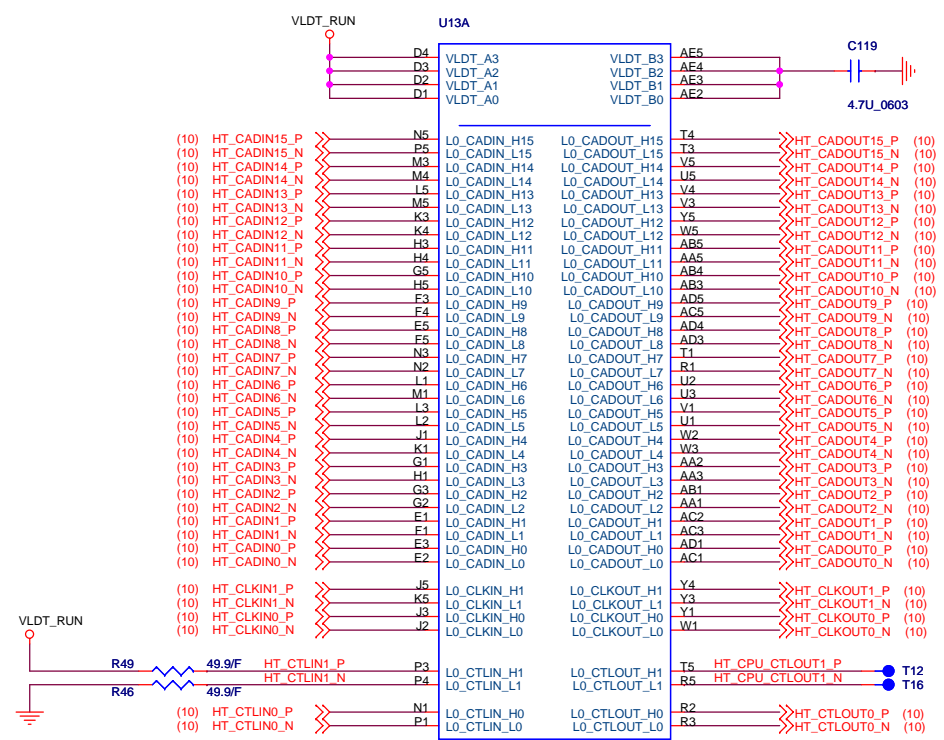 VLDT_RUN
U13A
D4 VLDT_A3 VLDT_B3 AE5
D3 VLDT_A2 VLDT_B2 AE4
D2 VLDT_A1 VLDT_B1 AE3
D1 VLDT_A0 VLDT_B0 AE2
C119
4.7U_0603
(10) HT_CADIN15_P N5 L0_CADIN_H15 L0_CADOUT_H15 T4 HT_CADOUT15_P (10)
(10) HT_CADIN15_N P5 L0_CADIN_L15 L0_CADOUT_L15 T3 HT_CADOUT15_N (10)
(10) HT_CADIN14_P M3 L0_CADIN_H14 L0_CADOUT_H14 V5 HT_CADOUT14_P (10)
(10) HT_CADIN14_N M4 L0_CADIN_L14 L0_CADOUT_L14 U5 HT_CADOUT14_N (10)
(10) HT_CADIN13_P L5 L0_CADIN_H13 L0_CADOUT_H13 V4 HT_CADOUT13_P (10)
(10) HT_CADIN13_N M5 L0_CADIN_L13 L0_CADOUT_L13 V3 HT_CADOUT13_N (10)
(10) HT_CADIN12_P K3 L0_CADIN_H12 L0_CADOUT_H12 Y5 HT_CADOUT12_P (10)
(10) HT_CADIN12_N K4 L0_CADIN_L12 L0_CADOUT_L12 W5 HT_CADOUT12_N (10)
(10) HT_CADIN11_P H3 L0_CADIN_H11 L0_CADOUT_H11 AB5 HT_CADOUT11_P (10)
(10) HT_CADIN11_N H4 L0_CADIN_L11 L0_CADOUT_L11 AA5 HT_CADOUT11_N (10)
(10) HT_CADIN10_P G5 L0_CADIN_H10 L0_CADOUT_H10 AB4 HT_CADOUT10_P (10)
(10) HT_CADIN10_N H5 L0_CADIN_L10 L0_CADOUT_L10 AB3 HT_CADOUT10_N (10)
(10) HT_CADIN9_P F3 L0_CADIN_H9 L0_CADOUT_H9 AD5 HT_CADOUT9_P (10)
(10) HT_CADIN9_N F4 L0_CADIN_L9 L0_CADOUT_L9 AC5 HT_CADOUT9_N (10)
(10) HT_CADIN8_P E5 L0_CADIN_H8 L0_CADOUT_H8 AD4 HT_CADOUT8_P (10)
(10) HT_CADIN8_N F5 L0_CADIN_L8 L0_CADOUT_L8 AD3 HT_CADOUT8_N (10)
(10) HT_CADIN7_P N3 L0_CADIN_H7 L0_CADOUT_H7 T1 HT_CADOUT7_P (10)
(10) HT_CADIN7_N N2 L0_CADIN_L7 L0_CADOUT_L7 R1 HT_CADOUT7_N (10)
(10) HT_CADIN6_P L1 L0_CADIN_H6 L0_CADOUT_H6 U2 HT_CADOUT6_P (10)
(10) HT_CADIN6_N M1 L0_CADIN_L6 L0_CADOUT_L6 U3 HT_CADOUT6_N (10)
(10) HT_CADIN5_P L3 L0_CADIN_H5 L0_CADOUT_H5 V1 HT_CADOUT5_P (10)
(10) HT_CADIN5_N L2 L0_CADIN_L5 L0_CADOUT_L5 U1 HT_CADOUT5_N (10)
(10) HT_CADIN4_P J1 L0_CADIN_H4 L0_CADOUT_H4 W2 HT_CADOUT4_P (10)
(10) HT_CADIN4_N K1 L0_CADIN_L4 L0_CADOUT_L4 W3 HT_CADOUT4_N (10)
(10) HT_CADIN3_P G1 L0_CADIN_H3 L0_CADOUT_H3 AA2 HT_CADOUT3_P (10)
(10) HT_CADIN3_N H1 L0_CADIN_L3 L0_CADOUT_L3 AA3 HT_CADOUT3_N (10)
(10) HT_CADIN2_P G3 L0_CADIN_H2 L0_CADOUT_H2 AB1 HT_CADOUT2_P (10)
(10) HT_CADIN2_N G2 L0_CADIN_L2 L0_CADOUT_L2 AA1 HT_CADOUT2_N (10)
(10) HT_CADIN1_P E1 L0_CADIN_H1 L0_CADOUT_H1 AC2 HT_CADOUT1_P (10)
(10) HT_CADIN1_N F1 L0_CADIN_L1 L0_CADOUT_L1 AC3 HT_CADOUT1_N (10)
(10) HT_CADIN0_P E3 L0_CADIN_H0 L0_CADOUT_H0 AD1 HT_CADOUT0_P (10)
(10) HT_CADIN0_N E2 L0_CADIN_L0 L0_CADOUT_L0 AC1 HT_CADOUT0_N (10)
(10) HT_CLKIN1_P J5 L0_CLKIN_H1 L0_CLKOUT_H1 Y4 HT_CLKOUT1_P (10)
(10) HT_CLKIN1_N K5 L0_CLKIN_L1 L0_CLKOUT_L1 Y3 HT_CLKOUT1_N (10)
(10) HT_CLKIN0_P J3 L0_CLKIN_H0 L0_CLKOUT_H0 Y1 HT_CLKOUT0_P (10)
(10) HT_CLKIN0_N J2 L0_CLKIN_L0 L0_CLKOUT_L0 W1 HT_CLKOUT0_N (10)
VLDT_RUN
R49 49.9/F HT_CTLIN1_P P3 L0_CTLIN_H1 L0_CTLOUT_H1 T5 HT_CPU_CTLOUT1_P T12
R46 49.9/F HT_CTLIN1_N P4 L0_CTLIN_L1 L0_CTLOUT_L1 R5 HT_CPU_CTLOUT1_N T16
(10) HT_CTLIN0_P N1 L0_CTLIN_H0 L0_CTLOUT_H0 R2 HT_CTLOUT0_P (10)
(10) HT_CTLIN0_N P1 L0_CTLIN_L0 L0_CTLOUT_L0 R3 HT_CTLOUT0_N (10)